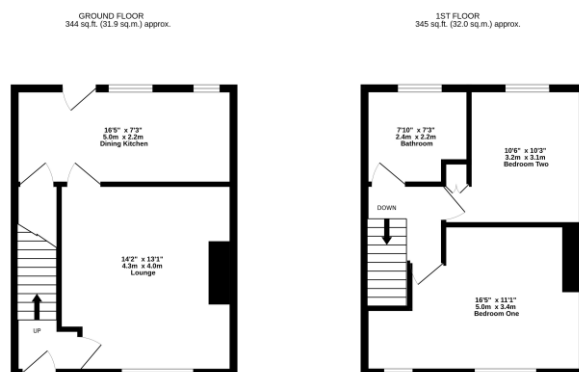 GROUND FLOOR
344 sq.ft. (31.9 sq.m.) approx.
16'5" x 7'3"
5.0m x 2.2m
Dining Kitchen
14'2" x 13'1"
4.3m x 4.0m
Lounge
UP
1ST FLOOR
345 sq.ft. (32.0 sq.m.) approx.
7'10" x 7'3"
2.4m x 2.2m
Bathroom
10'6" x 10'3"
3.2m x 3.1m
Bedroom Two
DOWN
16'5" x 11'1"
5.0m x 3.4m
Bedroom One